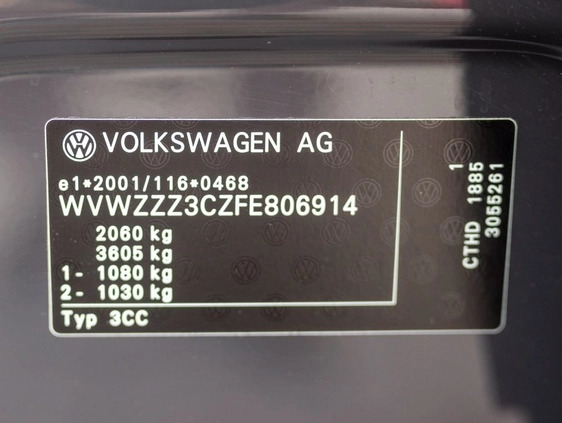 VOLKSWAGEN AG
e1*2001/116*0468
WVWZZZ3CZFE806914
2060 kg
3605 kg
1- 1080 kg
2- 1030 kg
Typ 3CC
1
CTHD 1885
3055261